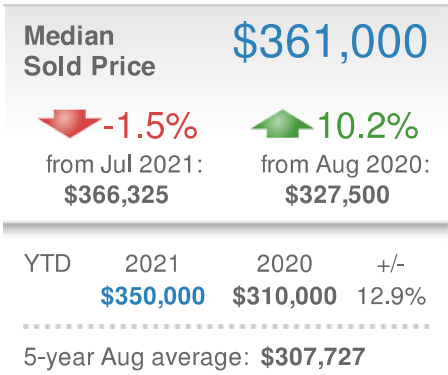 Median $361,000
Sold Price
-1.5% 10.2%
from Jul 2021: from Aug 2020:
$366,325 $327,500
YTD 2021 2020 +/-
$350,000 $310,000 12.9%
5-year Aug average: $307,727